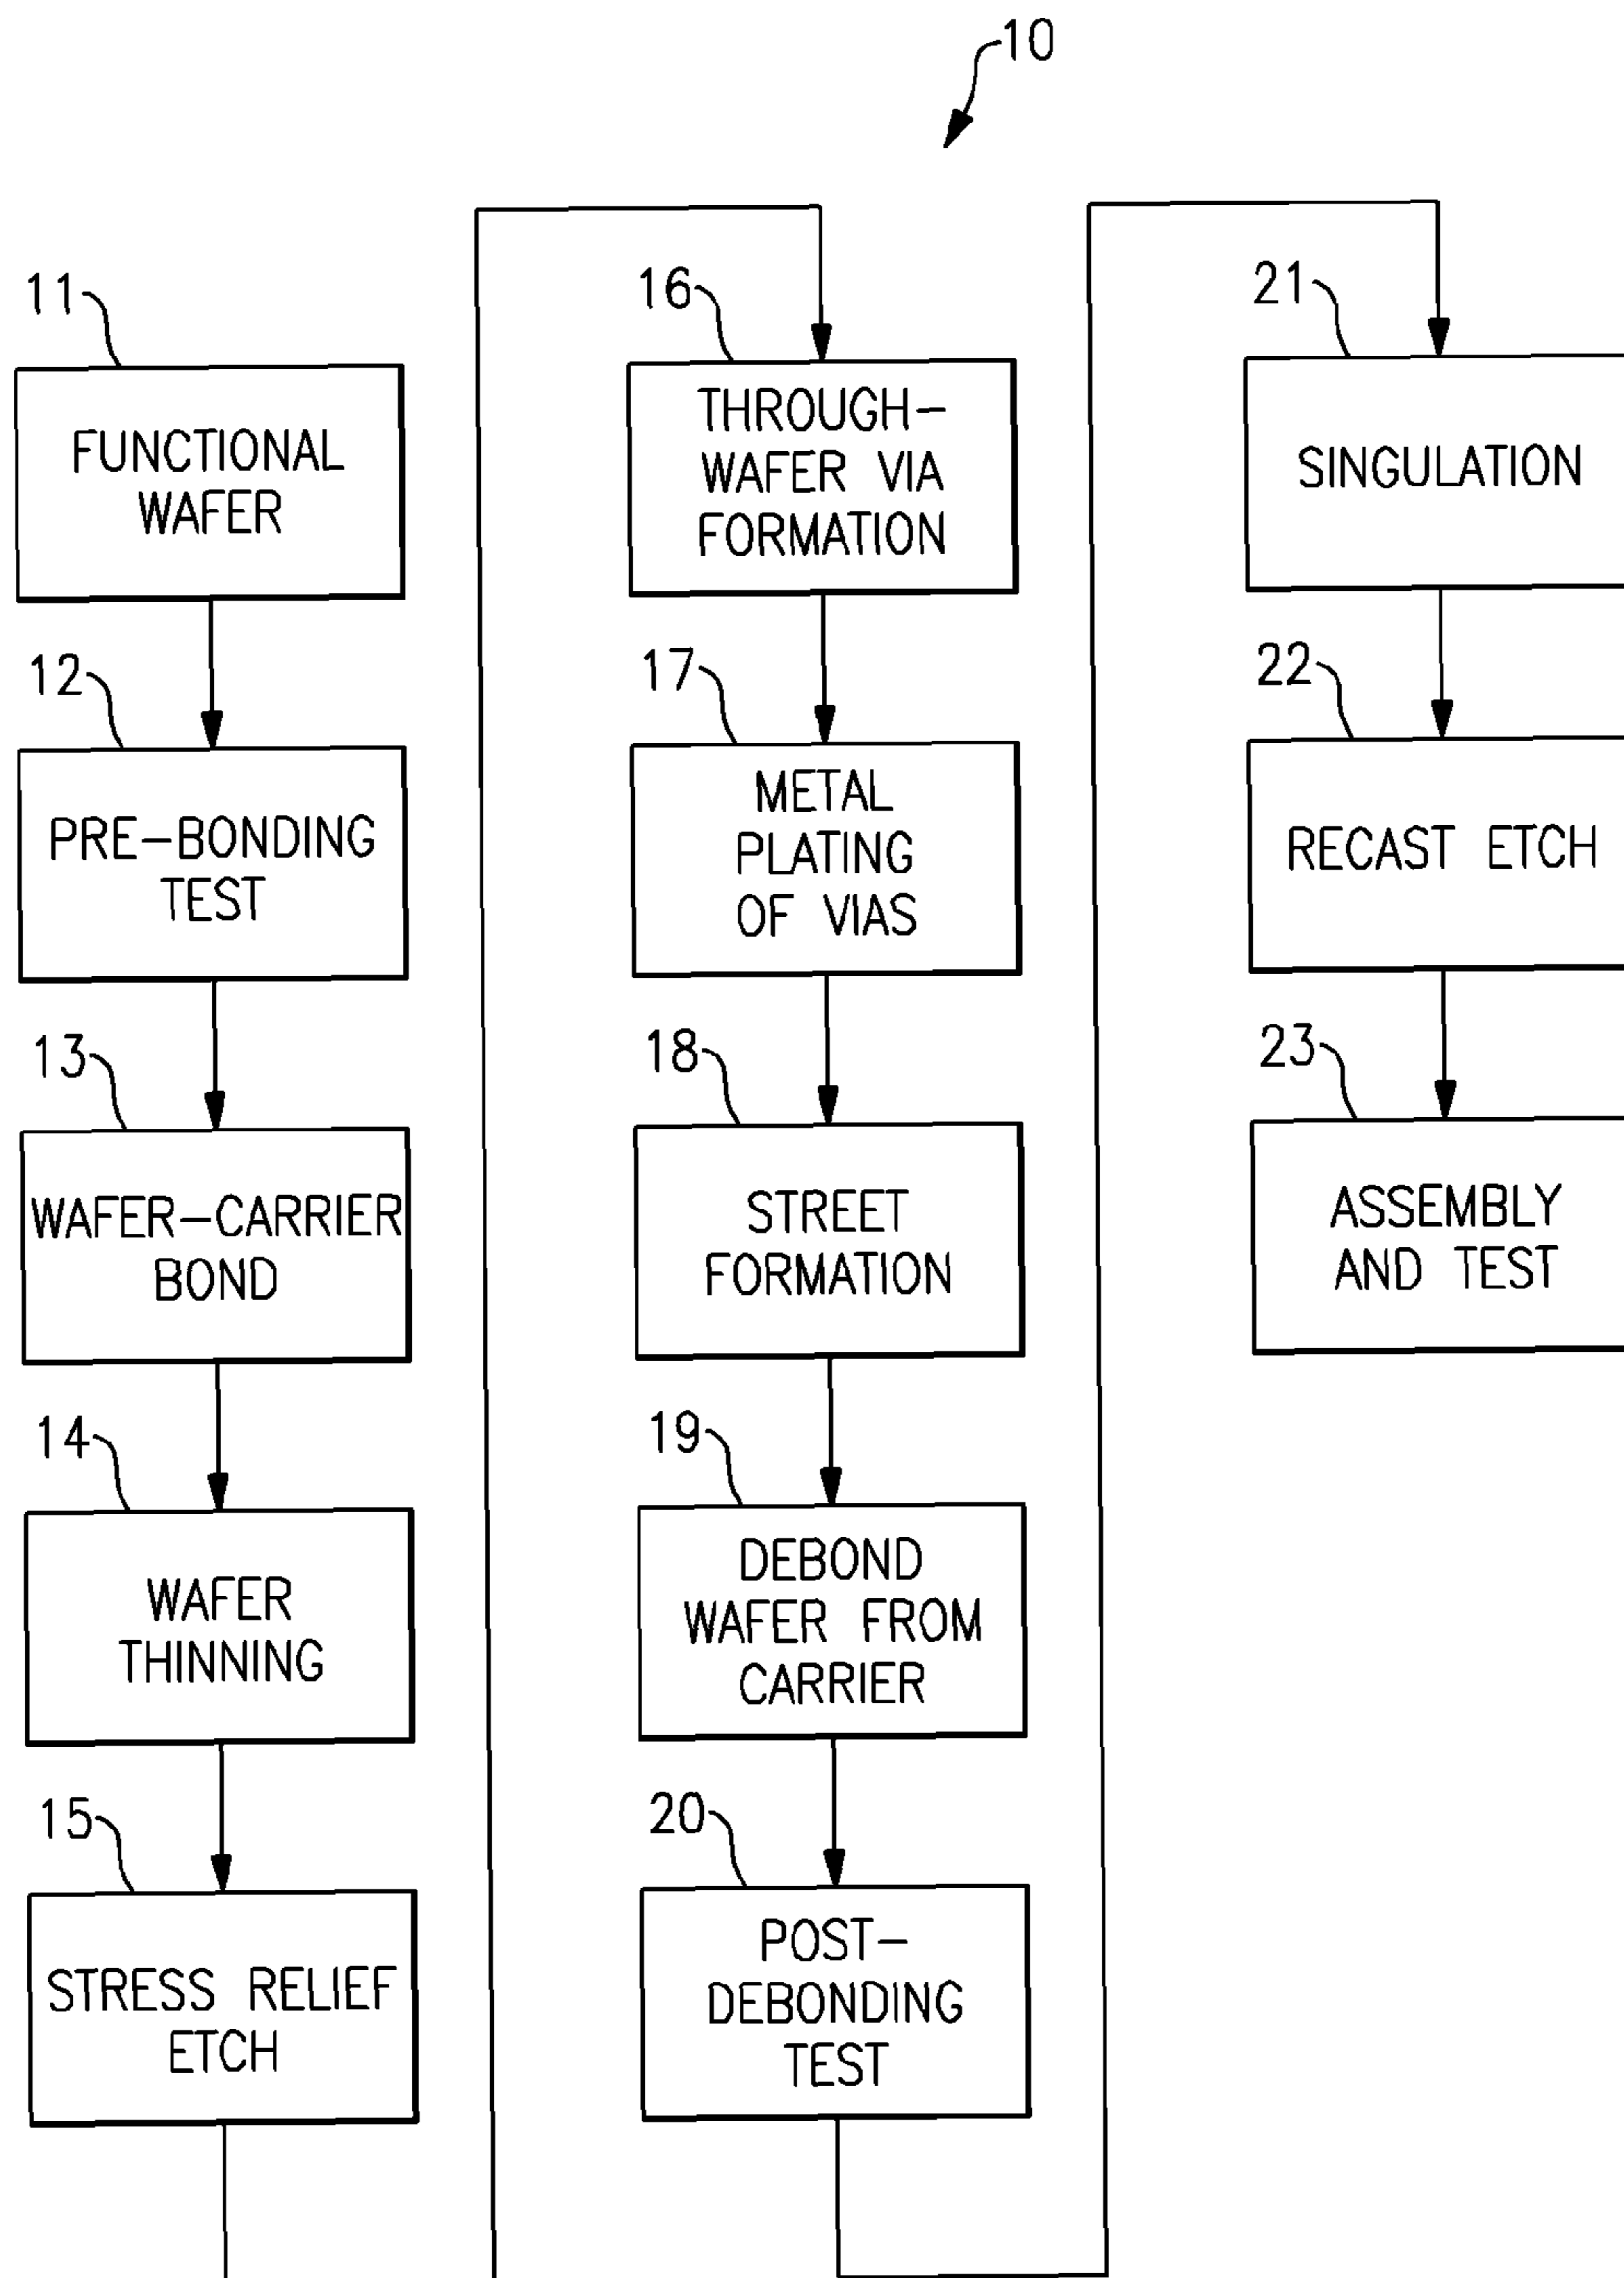 10
11
FUNCTIONAL
WAFER
12
PRE-BONDING
TEST
13
WAFER-CARRIER
BOND
14
WAFER
THINNING
15
STRESS RELIEF
ETCH
16
THROUGH-
WAFER VIA
FORMATION
17
METAL
PLATING
OF VIAS
18
STREET
FORMATION
19
DEBOND
WAFER FROM
CARRIER
20
POST-
DEBONDING
TEST
21
SINGULATION
22
RECAST ETCH
23
ASSEMBLY
AND TEST